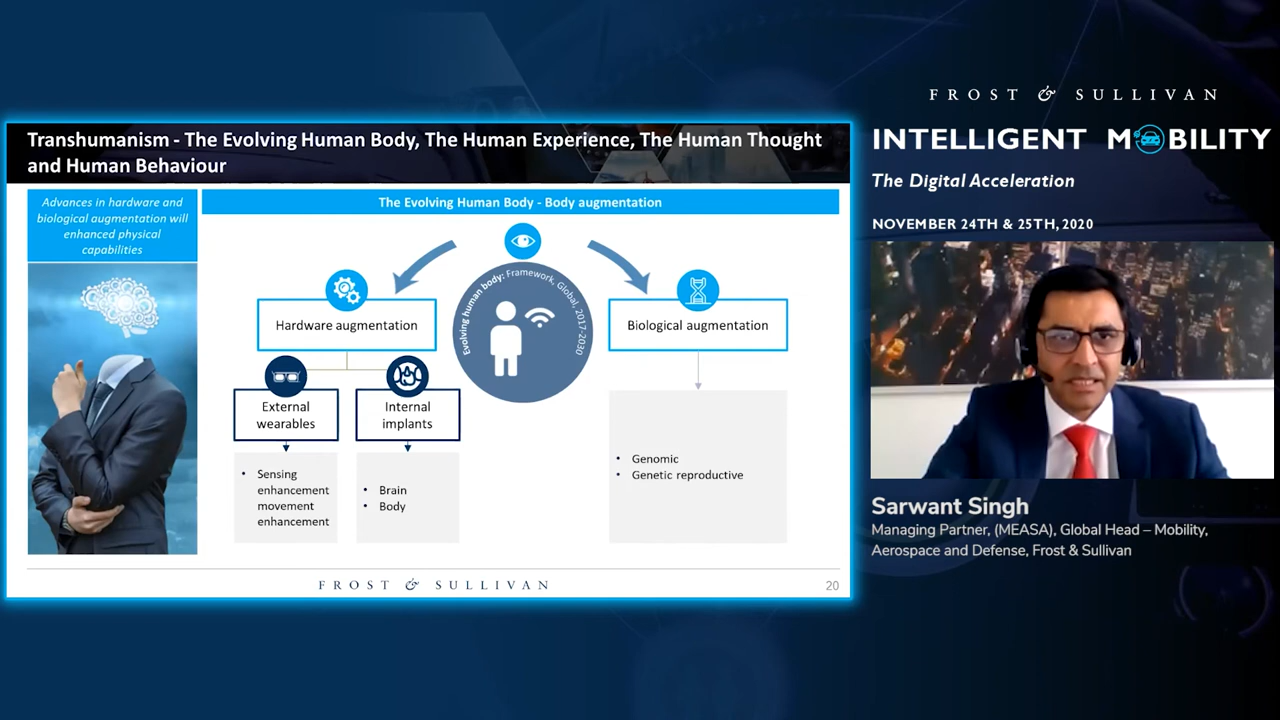 FROST & SULLIVAN
INTELLIGENT MOBILITY
The Digital Acceleration
NOVEMBER 24TH & 25TH, 2020
Transhumanism - The Evolving Human Body, The Human Experience, The Human Thought
and Human Behaviour
Advances in hardware and
biological augmentation will
enhanced physical
capabilities
The Evolving Human Body - Body augmentation
Evolving human body: Framework, Global, 2017-2030
Hardware augmentation
Biological augmentation
External
wearables
Internal
implants
• Sensing
enhancement
movement
enhancement
• Brain
• Body
• Genomic
• Genetic reproductive
FROST & SULLIVAN
20
Sarwant Singh
Managing Partner, (MEASA), Global Head – Mobility,
Aerospace and Defense, Frost & Sullivan